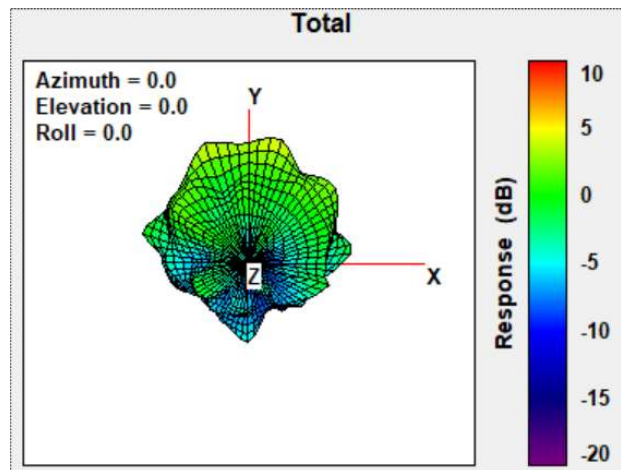 Total
Azimuth = 0.0
Elevation = 0.0
Roll = 0.0
Y
X
Z
10
5
0
-5
-10
-15
-20
Response (dB)